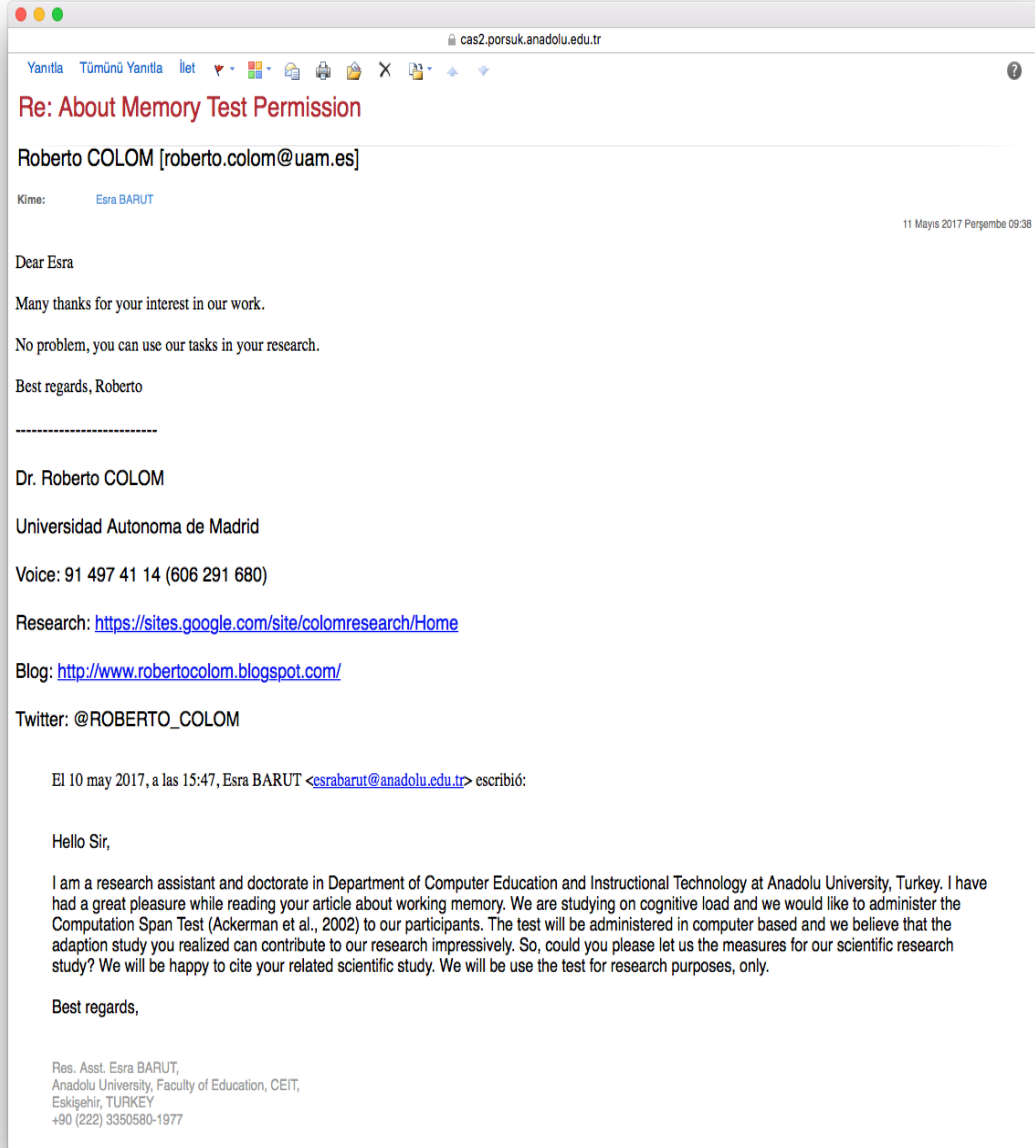 cas2.porsuk.anadolu.edu.tr
Yanıtla Tümünü Yanıtla İlet
Re: About Memory Test Permission
Roberto COLOM [roberto.colom@uam.es]
Kime: Esra BARUT
11 Mayıs 2017 Perşembe 09:38
Dear Esra
Many thanks for your interest in our work.
No problem, you can use our tasks in your research.
Best regards, Roberto
---------------------------
Dr. Roberto COLOM
Universidad Autonoma de Madrid
Voice: 91 497 41 14 (606 291 680)
Research: https://sites.google.com/site/colomresearch/Home
Blog: http://www.robertocolom.blogspot.com/
Twitter: @ROBERTO_COLOM
El 10 may 2017, a las 15:47, Esra BARUT <esrabarut@anadolu.edu.tr> escribió:
Hello Sir,
I am a research assistant and doctorate in Department of Computer Education and Instructional Technology at Anadolu University, Turkey. I have
had a great pleasure while reading your article about working memory. We are studying on cognitive load and we would like to administer the
Computation Span Test (Ackerman et al., 2002) to our participants. The test will be administered in computer based and we believe that the
adaption study you realized can contribute to our research impressively. So, could you please let us the measures for our scientific research
study? We will be happy to cite your related scientific study. We will be use the test for research purposes, only.
Best regards,
Res. Asst. Esra BARUT,
Anadolu University, Faculty of Education, CEIT,
Eskişehir, TURKEY
+90 (222) 3350580-1977